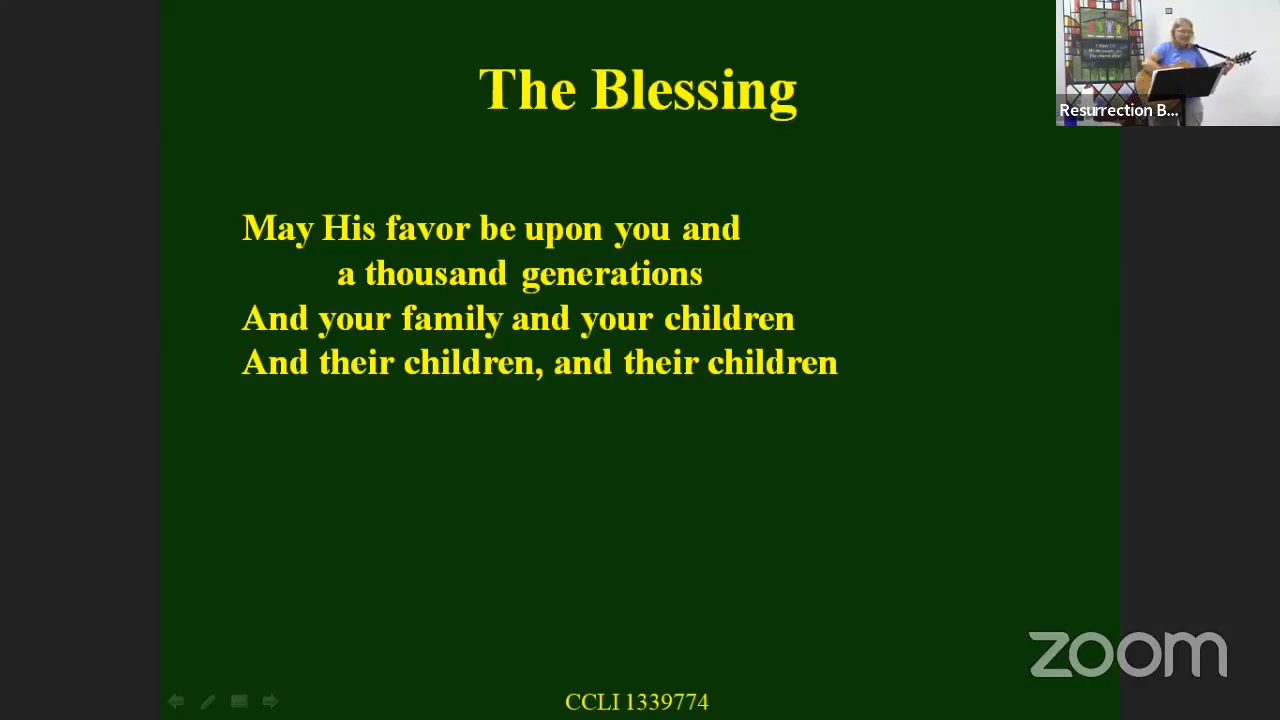 The Blessing
Resurrection B...
May His favor be upon you and
a thousand generations
And your family and your children
And their children, and their children
zoom
CCLI 1339774